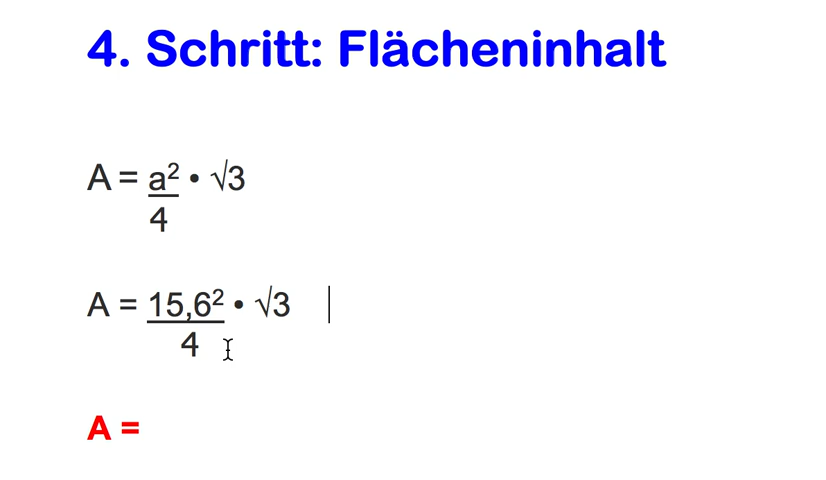 4. Schritt: Flächeninhalt
A = a² • √3
4
A = 15,6² • √3
4
A =